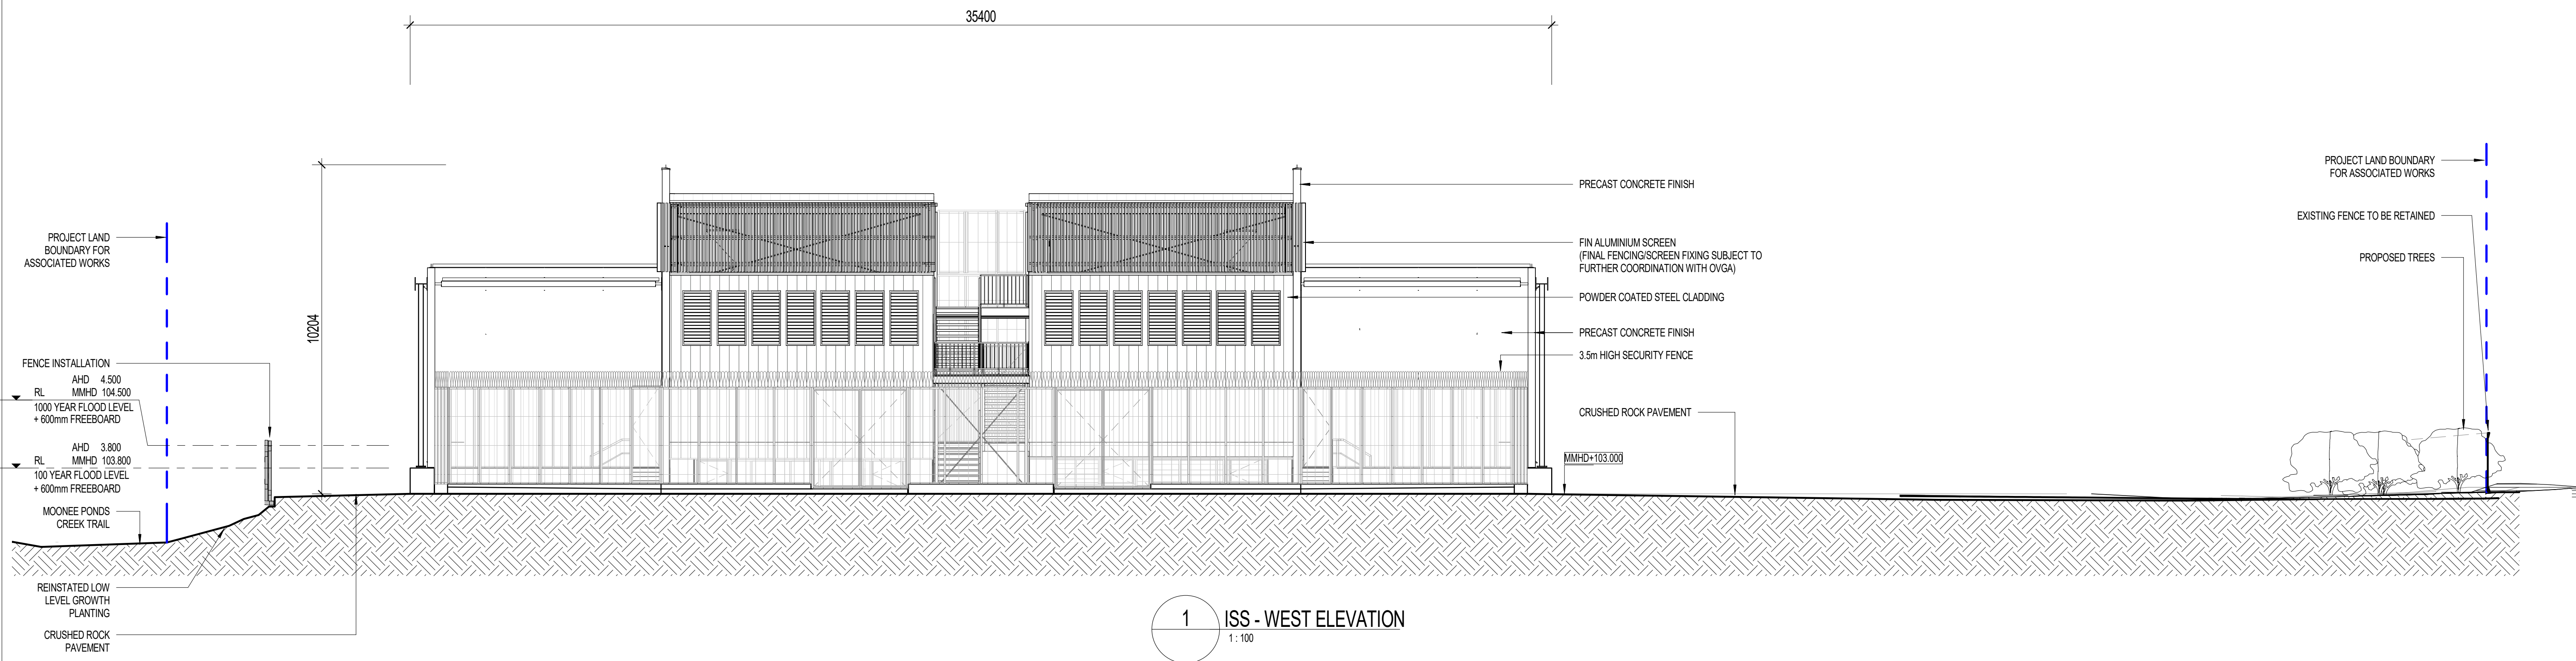 35400
10204
PROJECT LAND
BOUNDARY FOR
ASSOCIATED WORKS
FENCE INSTALLATION
AHD 4.500
RL MMHD 104.500
1000 YEAR FLOOD LEVEL
+ 600mm FREEBOARD
AHD 3.800
RL MMHD 103.800
100 YEAR FLOOD LEVEL
+ 600mm FREEBOARD
MOONEE PONDS
CREEK TRAIL
REINSTATED LOW
LEVEL GROWTH
PLANTING
CRUSHED ROCK
PAVEMENT
PRECAST CONCRETE FINISH
FIN ALUMINIUM SCREEN
(FINAL FENCING/SCREEN FIXING SUBJECT TO
FURTHER COORDINATION WITH OVGA)
POWDER COATED STEEL CLADDING
PRECAST CONCRETE FINISH
3.5m HIGH SECURITY FENCE
CRUSHED ROCK PAVEMENT
MMHD+103.000
PROJECT LAND BOUNDARY
FOR ASSOCIATED WORKS
EXISTING FENCE TO BE RETAINED
PROPOSED TREES
1 ISS - WEST ELEVATION
1 : 100